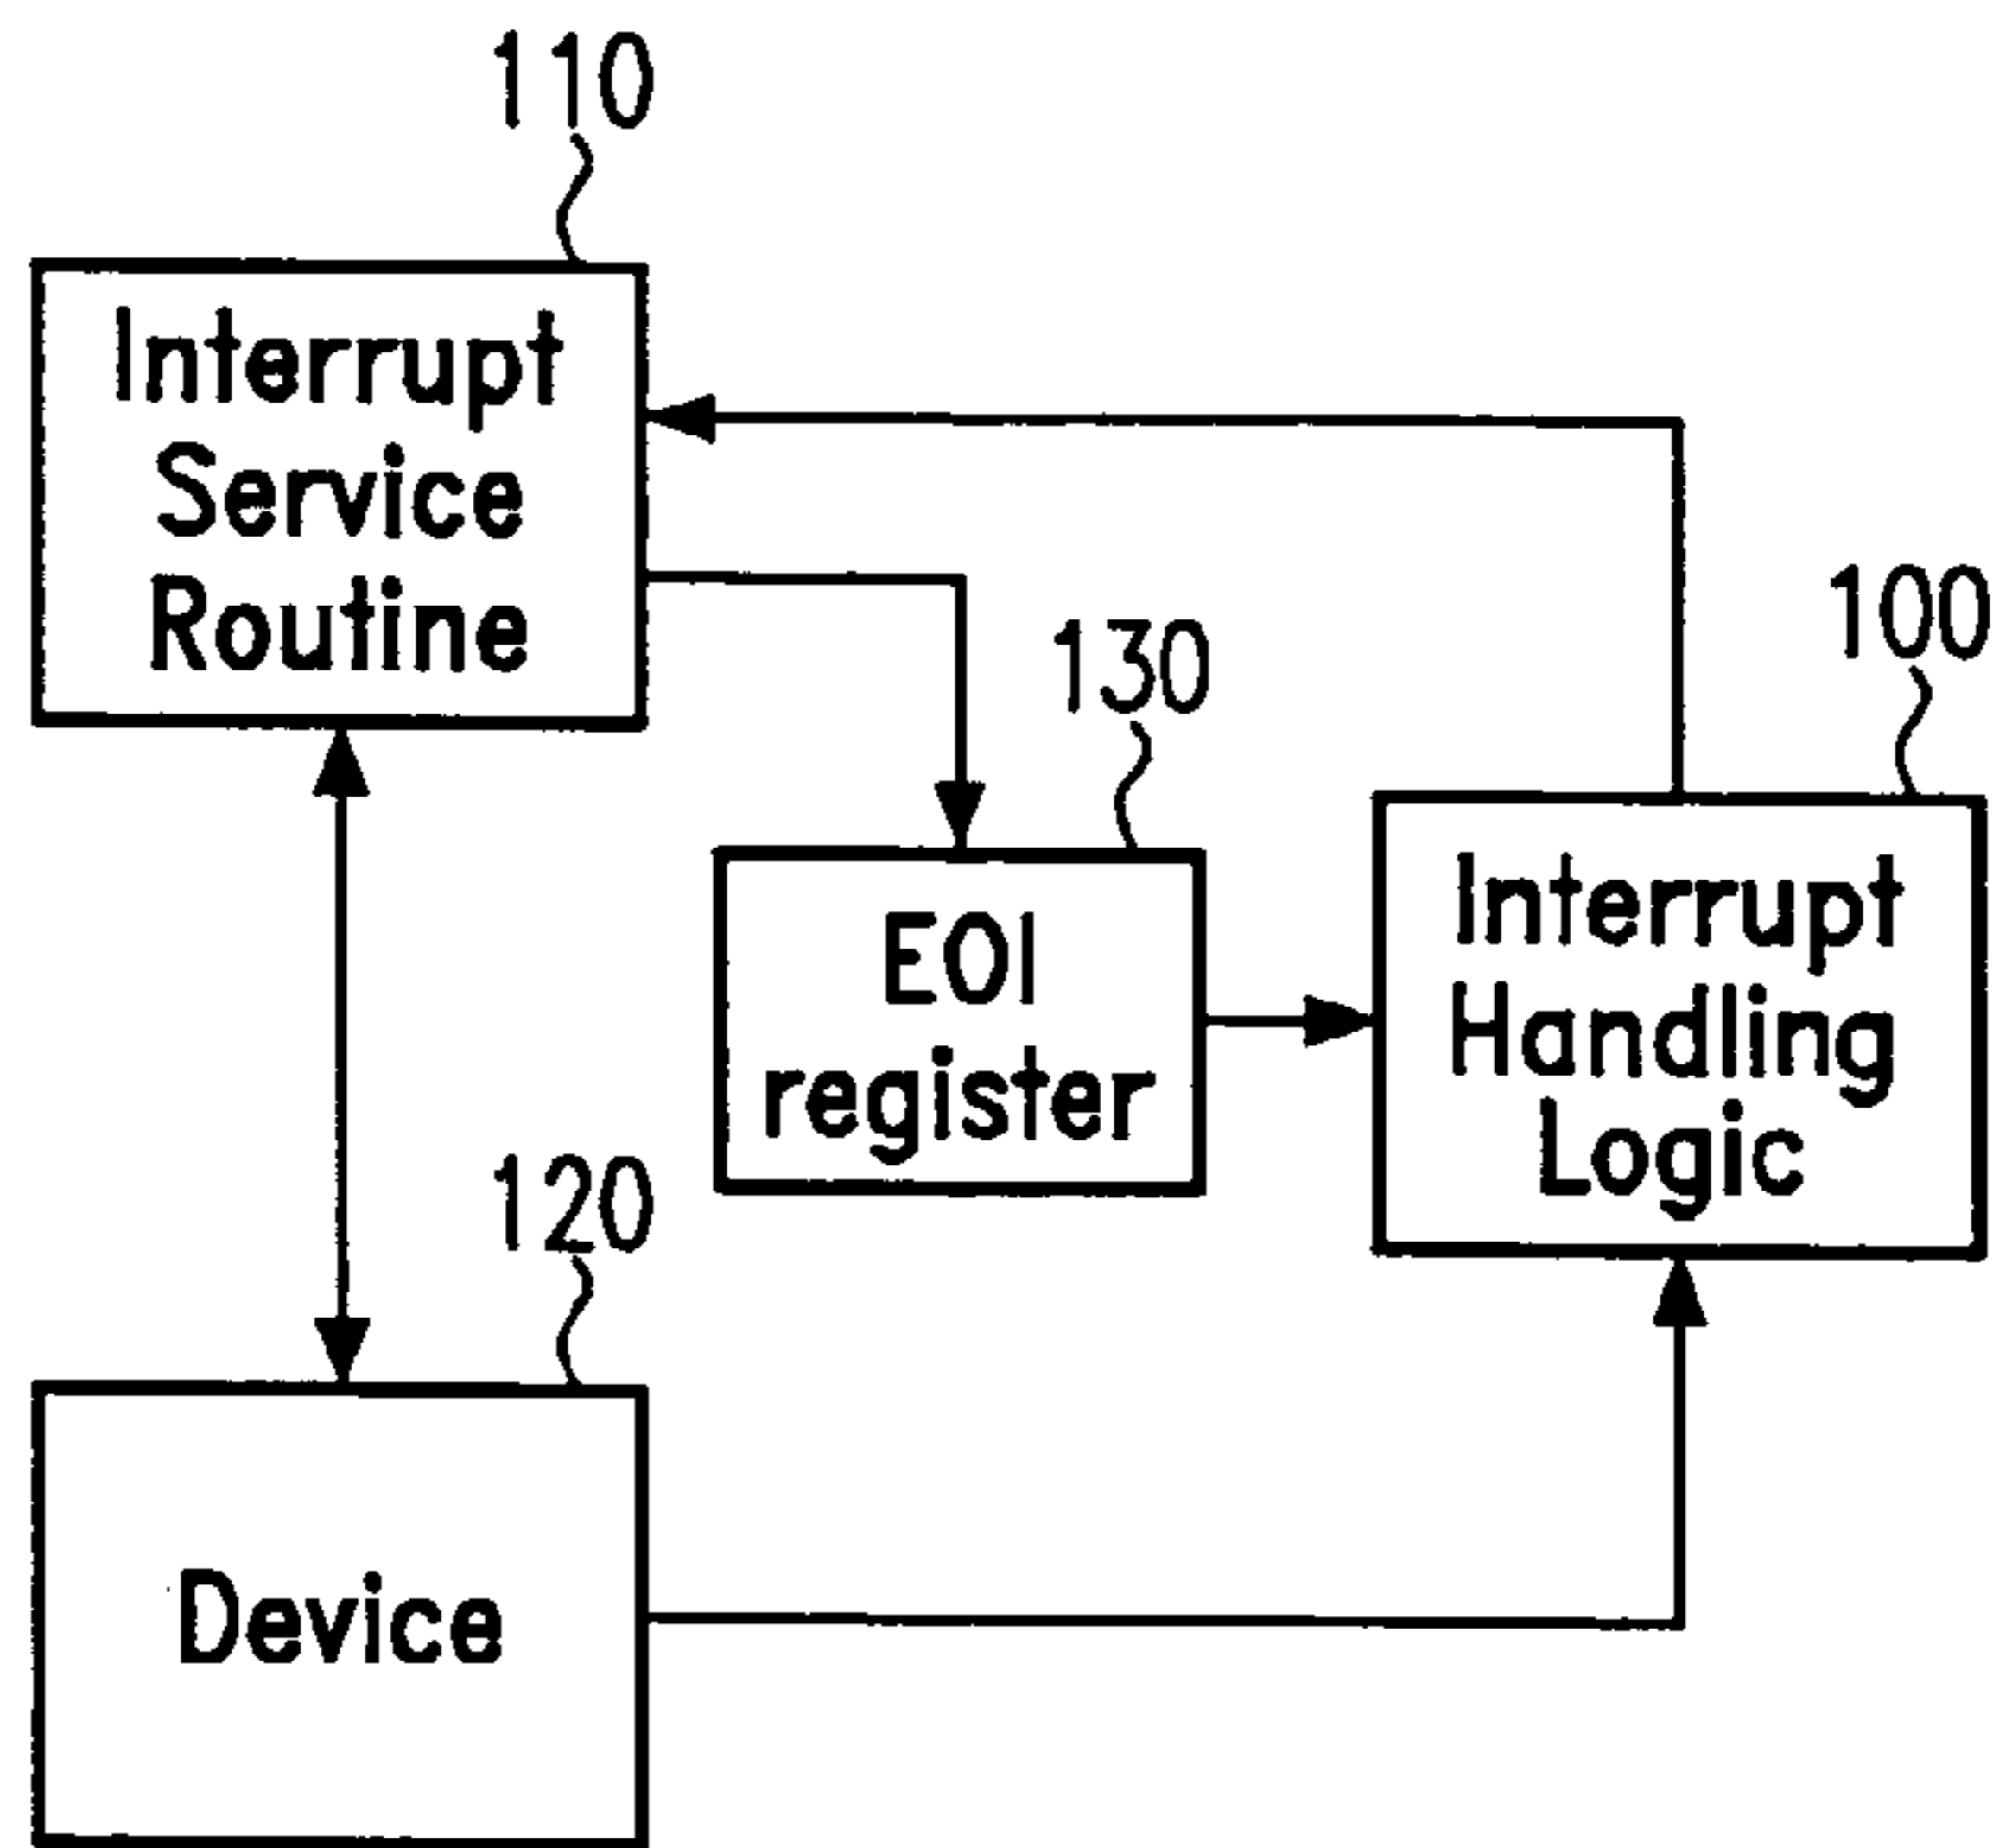 110
Interrupt
Service
Routine
130
100
EOI
register
Interrupt
Handling
Logic
120
Device